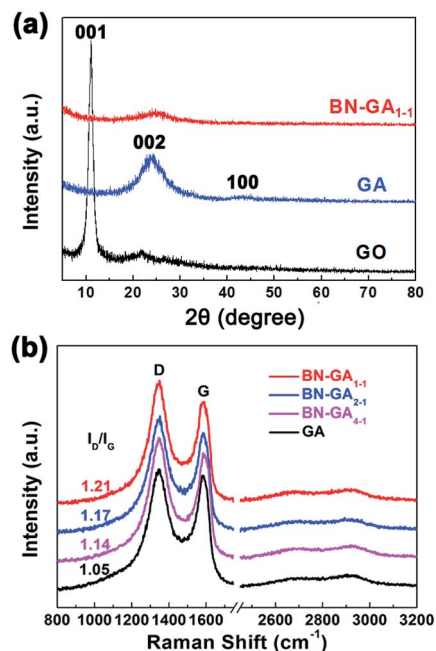 (a)
001
002
100
BN-GA₁₋₁
GA
GO
Intensity (a.u.)
10 20 30 40 50 60 70 80
2θ (degree)
(b)
D
G
BN-GA₁₋₁
BN-GA₂₋₁
BN-GA₄₋₁
GA
I_D/I_G
1.21
1.17
1.14
1.05
Intensity (a.u.)
800 1000 1200 1400 1600 2600 2800 3000 3200
Raman Shift (cm⁻¹)